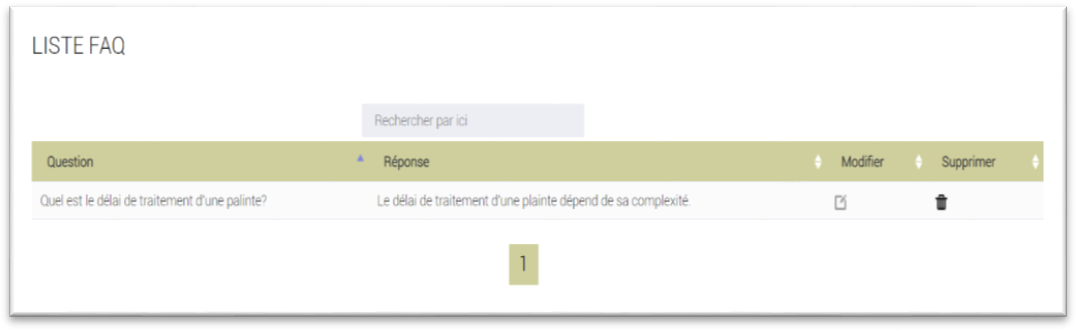 LISTE FAQ
Rechercher par ici
Question Réponse Modifier Supprimer
Quel est le délai de traitement d'une palinte? Le délai de traitement d'une plainte dépend de sa complexité.
1